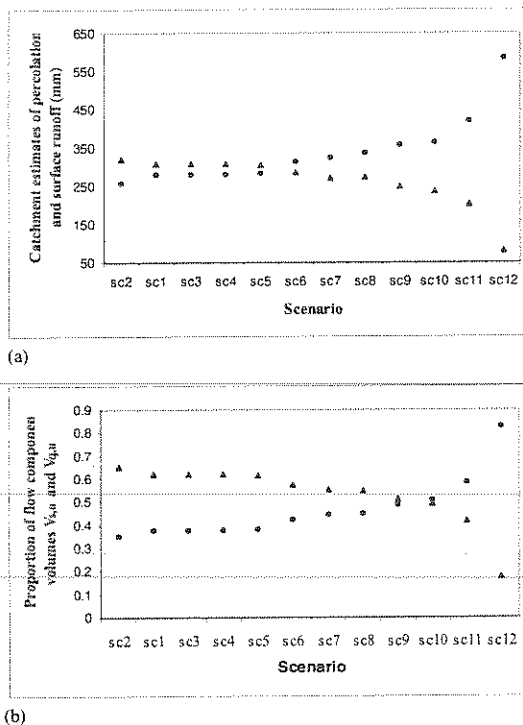 650
550
450
350
250
150
50
Catchment estimates of percolation
and surface runoff (mm)
sc2 sc1 sc3 sc4 sc5 sc6 sc7 sc8 sc9 sc10 sc11 sc12
Scenario
(a)
0.9
0.8
0.7
0.6
0.5
0.4
0.3
0.2
0.1
0
Proportion of flow componen
volumes Vs,u and Vq,u
sc2 sc1 sc3 sc4 sc5 sc6 sc7 sc8 sc9 sc10 sc11 sc12
Scenario
(b)